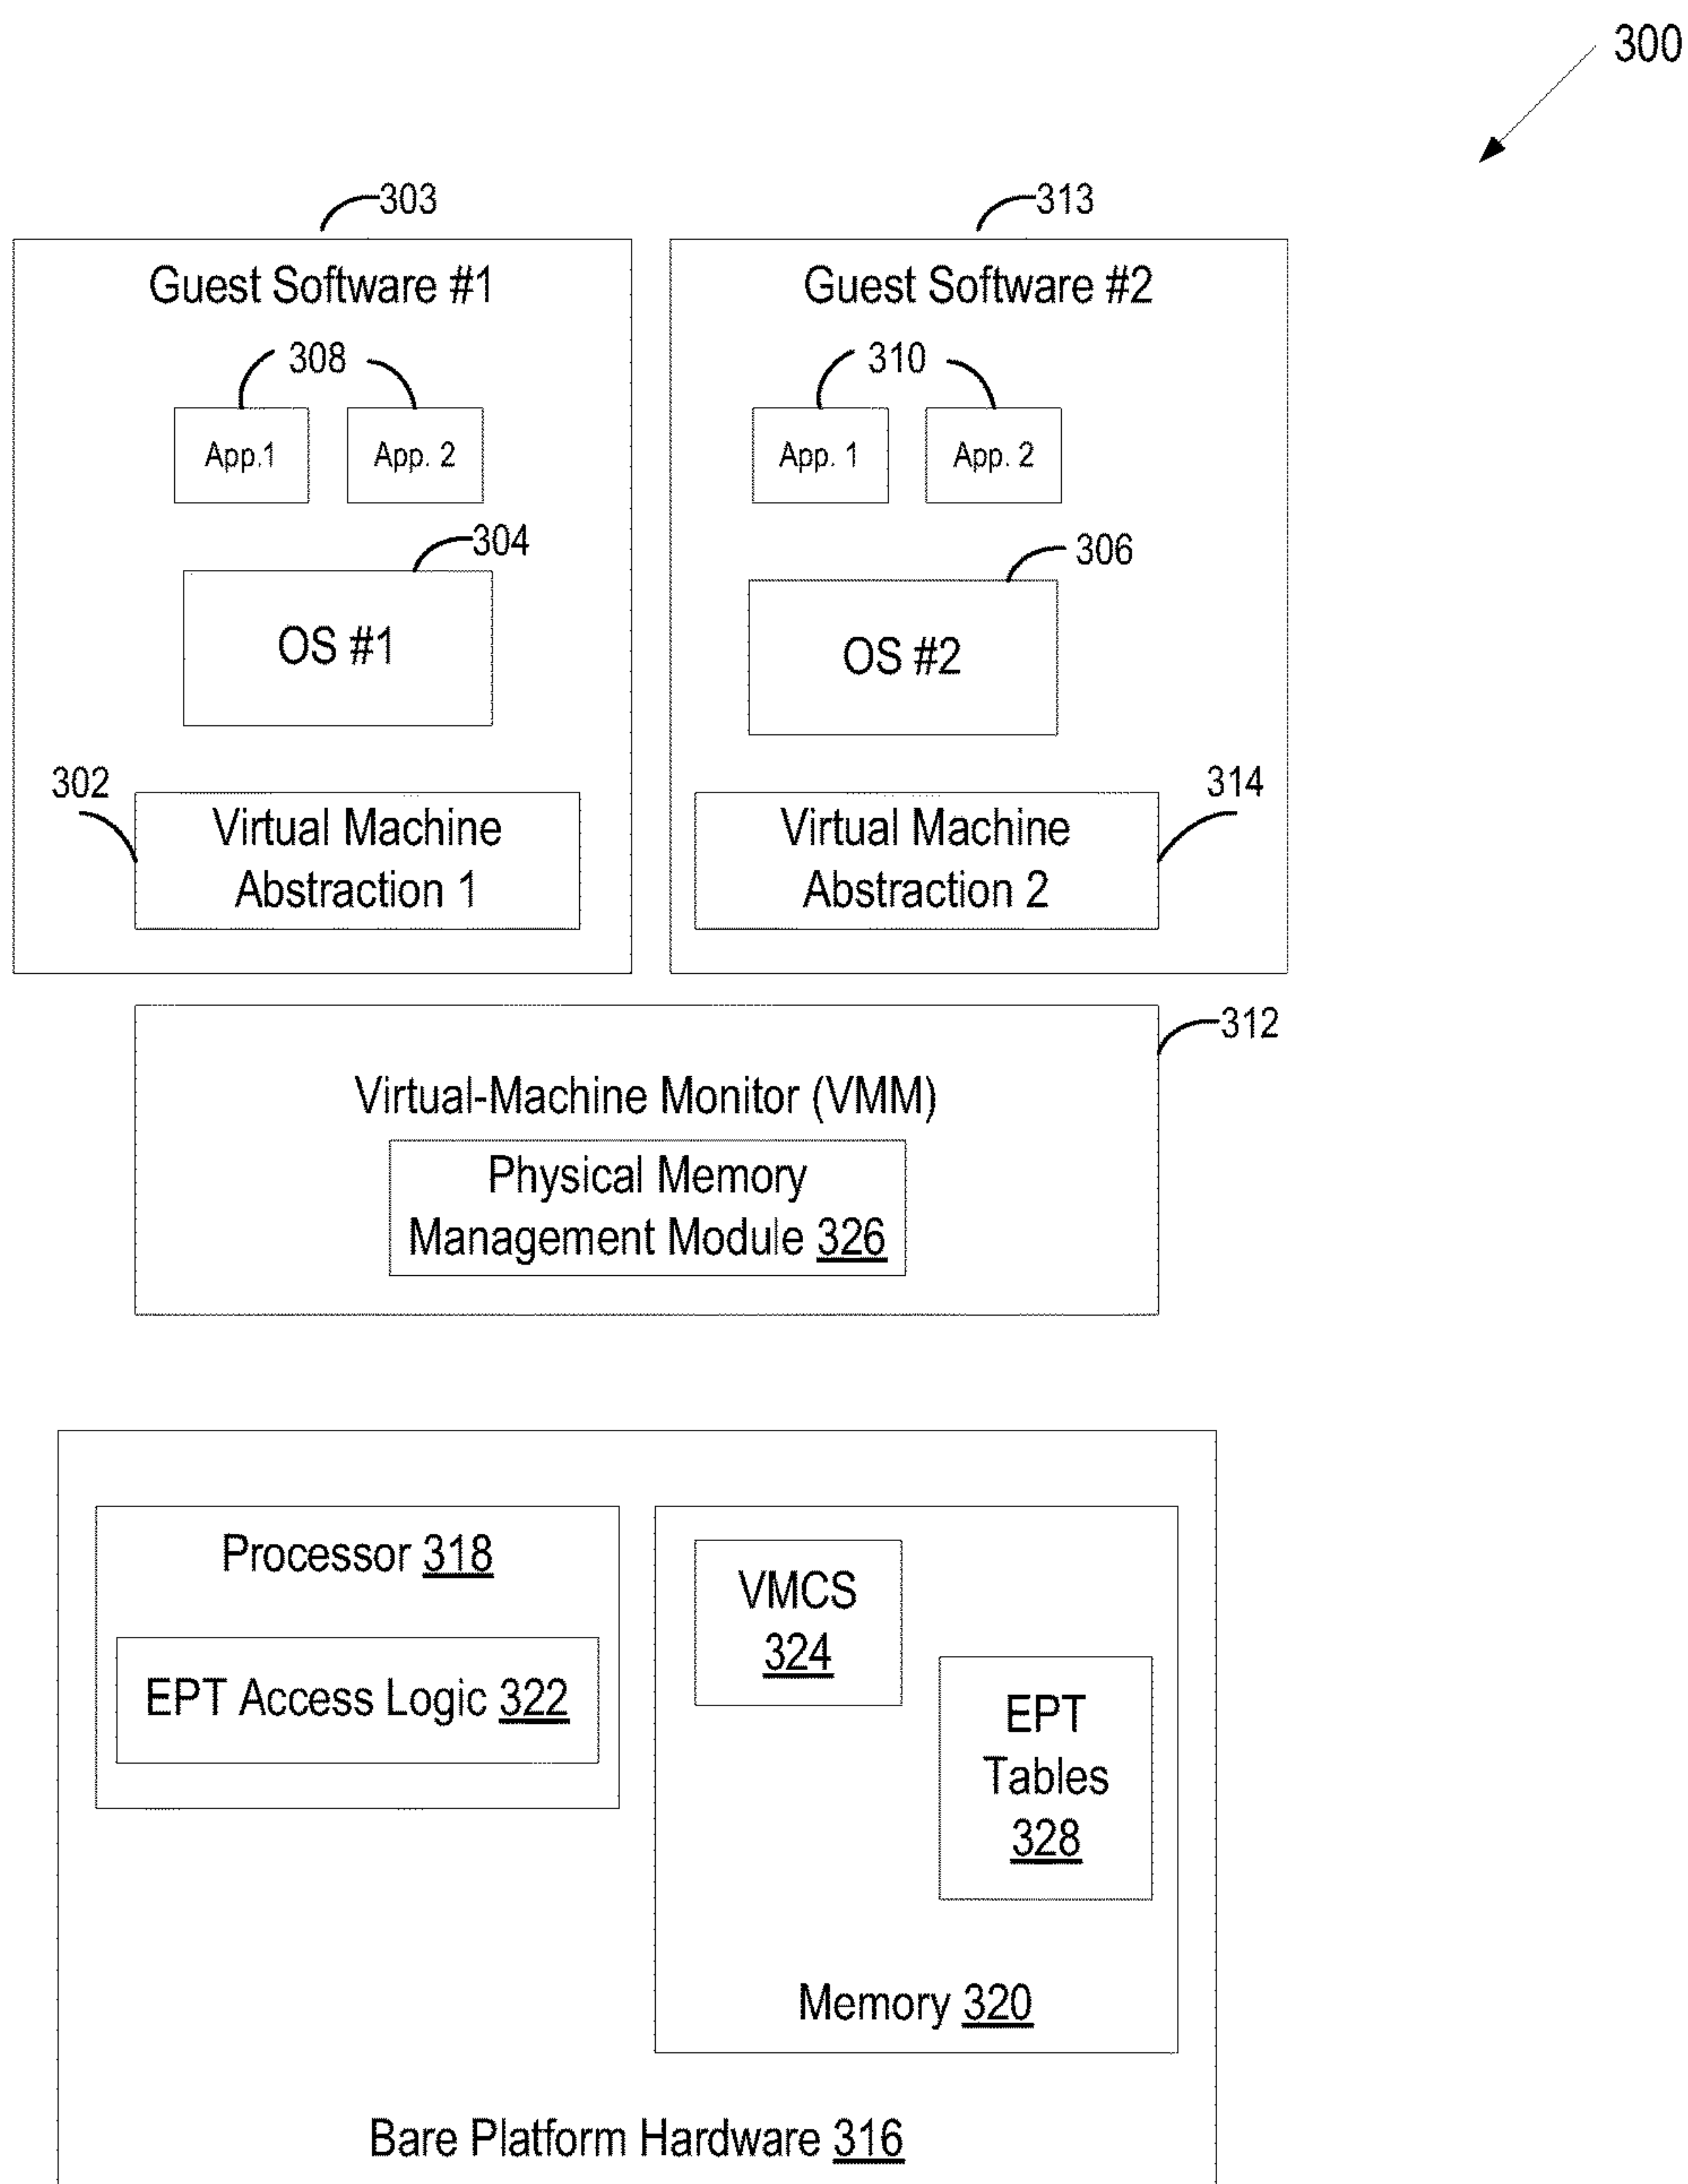 300
303
313
Guest Software #1
Guest Software #2
308
310
App.1
App. 2
App. 1
App. 2
304
306
OS #1
OS #2
302
314
Virtual Machine
Abstraction 1
Virtual Machine
Abstraction 2
312
Virtual-Machine Monitor (VMM)
Physical Memory
Management Module 326
Processor 318
EPT Access Logic 322
VMCS
324
EPT
Tables
328
Memory 320
Bare Platform Hardware 316